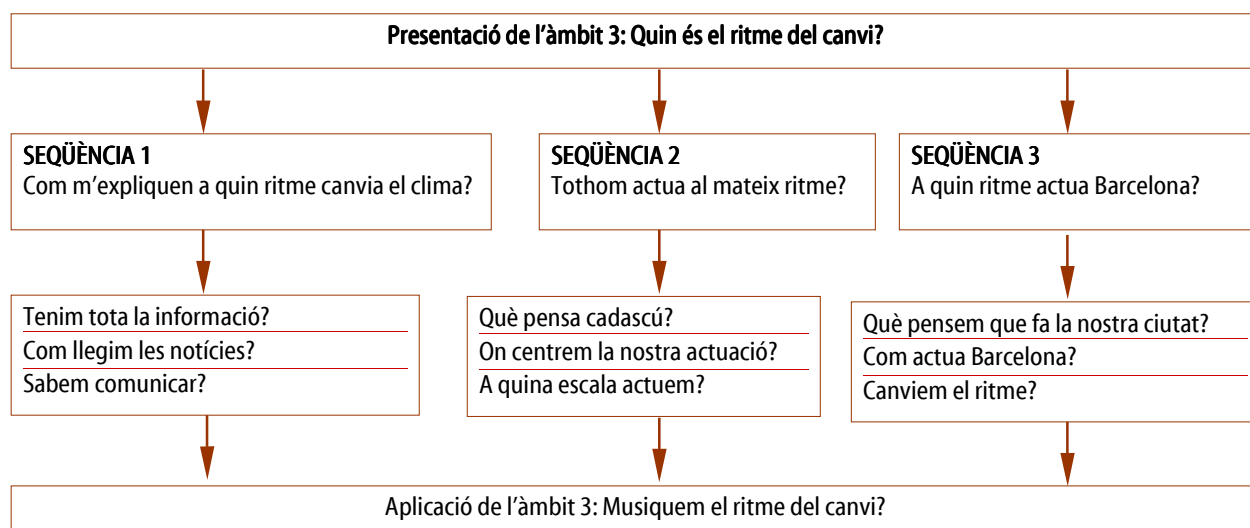 Presentació de l’àmbit 3: Quin és el ritme del canvi?
SEQÜÈNCIA 1
Com m’expliquen a quin ritme canvia el clima?
SEQÜÈNCIA 2
Tothom actua al mateix ritme?
SEQÜÈNCIA 3
A quin ritme actua Barcelona?
Tenim tota la informació?
Com llegim les notícies?
Sabem comunicar?
Què pensa cadascú?
On centrem la nostra actuació?
A quina escala actuem?
Què pensem que fa la nostra ciutat?
Com actua Barcelona?
Canviem el ritme?
Aplicació de l’àmbit 3: Musiquem el ritme del canvi?